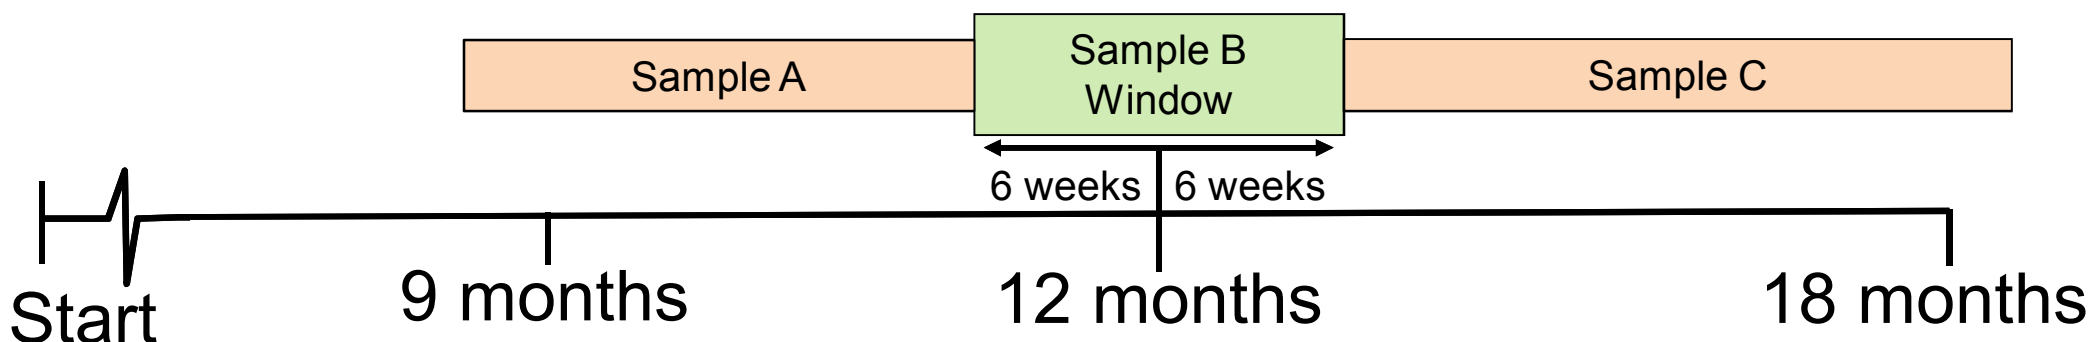 Sample A
Sample B
Window
Sample C
6 weeks
6 weeks
Start
9 months
12 months
18 months